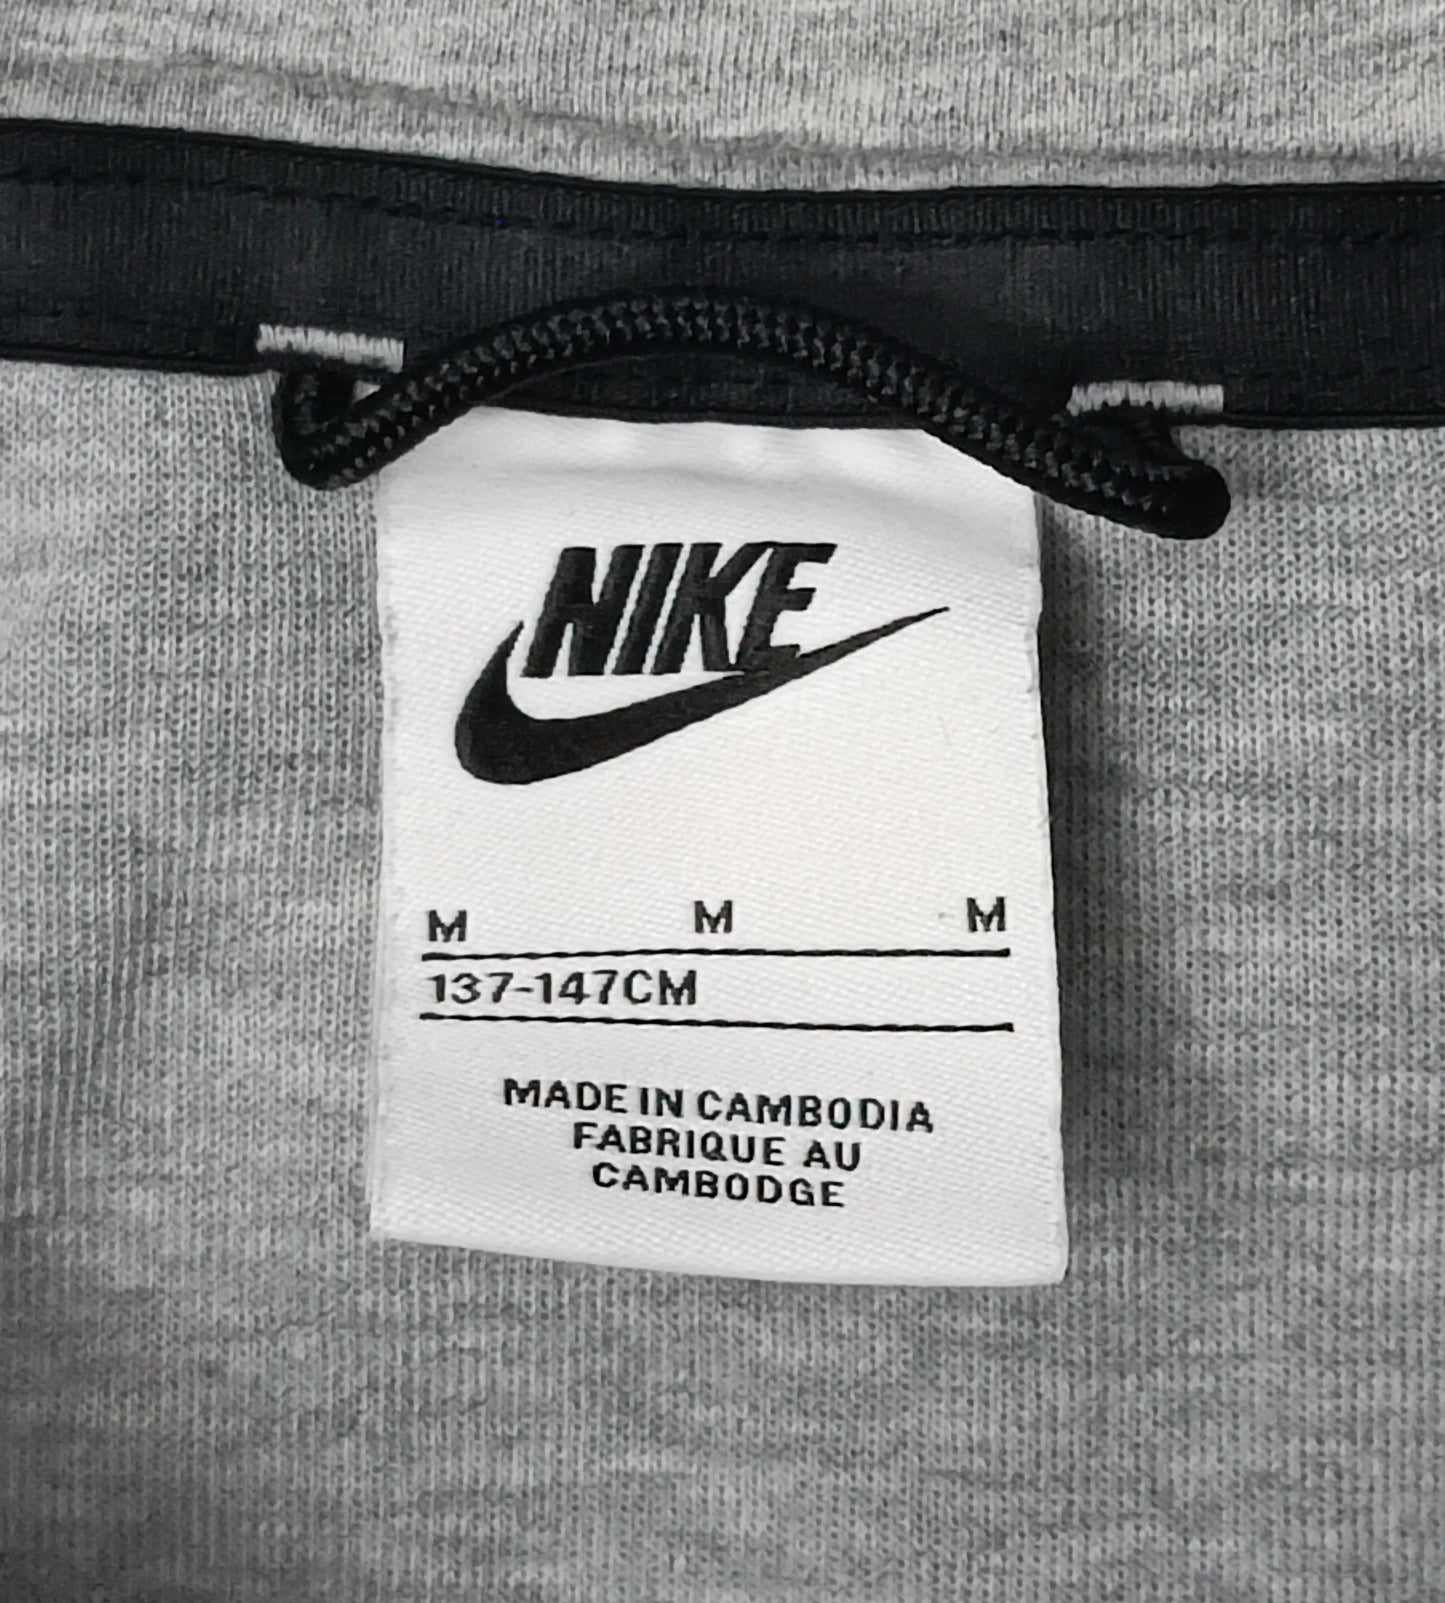 NIKE
M M M
137-147CM
MADE IN CAMBODIA
FABRIQUE AU
CAMBODGE